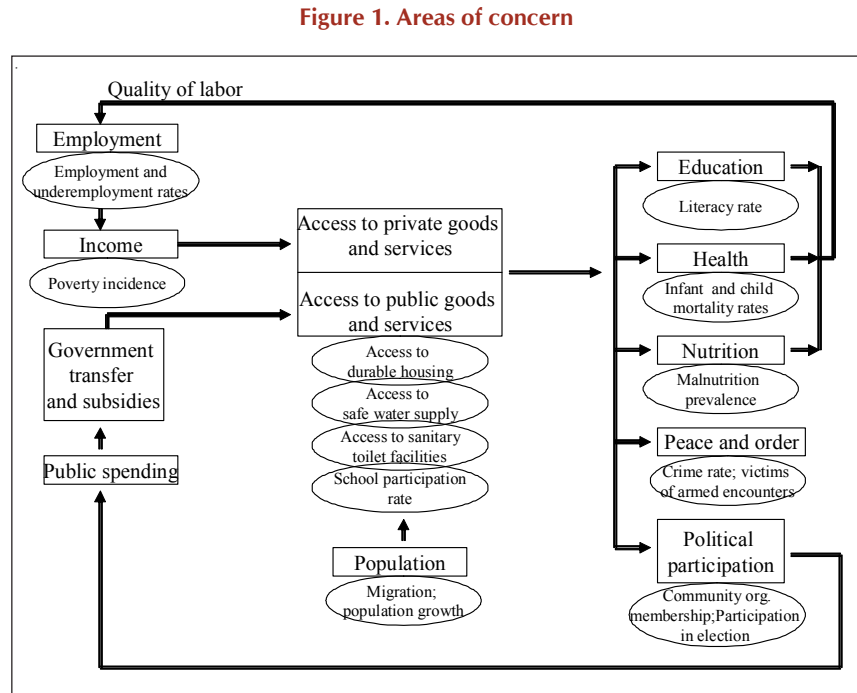 Figure 1. Areas of concern
Quality of labor
Employment
Employment and
underemployment rates
Income
Poverty incidence
Government
transfer
and subsidies
Public spending
Access to private goods
and services
Access to public goods
and services
Access to
durable housing
Access to
safe water supply
Access to sanitary
toilet facilities
School participation
rate
Population
Migration;
population growth
Education
Literacy rate
Health
Infant and child
mortality rates
Nutrition
Malnutrition
prevalence
Peace and order
Crime rate; victims
of armed encounters
Political
participation
Community org.
membership;Participation
in election